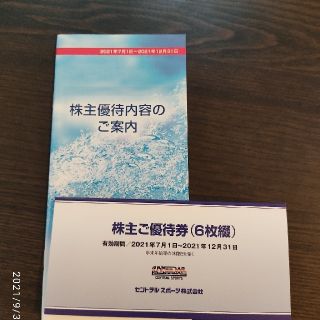 2021年7月1日～2021年12月31日
株主優待内容の
ご案内
株主ご優待券(6枚綴)
有効期間／2021年7月1日～2021年12月31日
CENTRAL SPORTS
セントラルスポーツ株式会社
2021/9/3